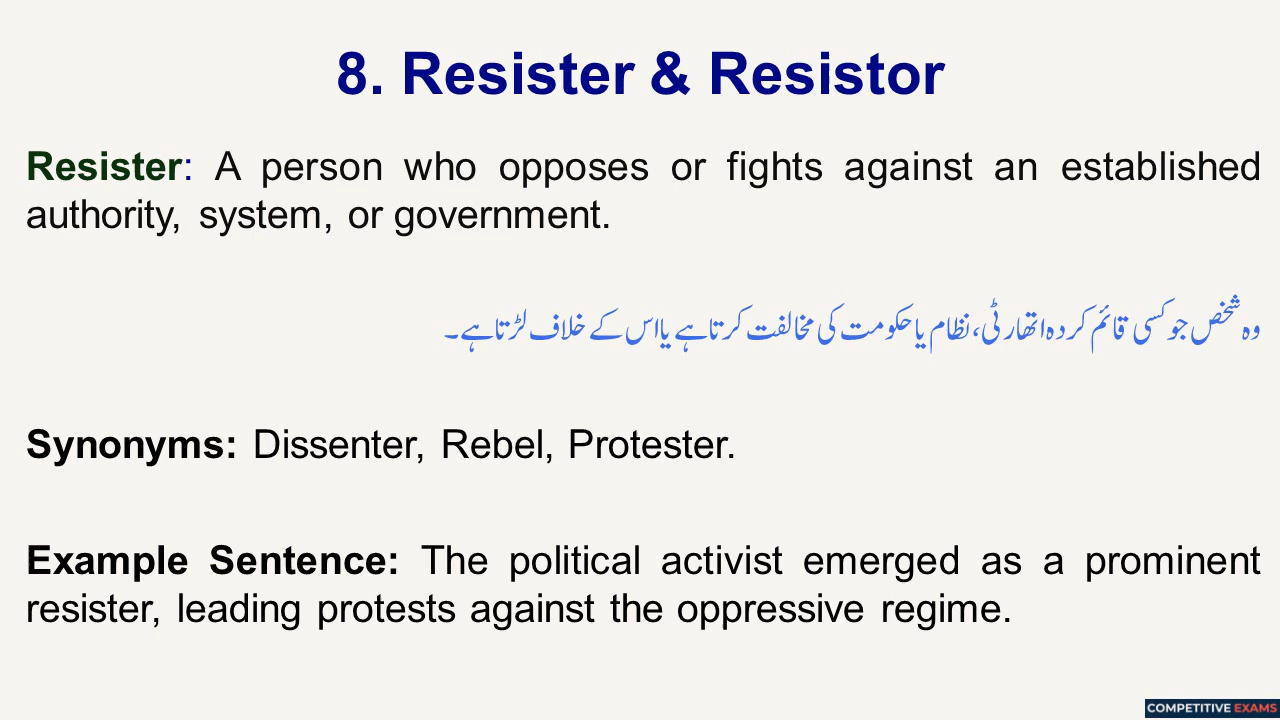 8. Resister & Resistor
Resister: A person who opposes or fights against an established
authority, system, or government.
وہ شخص جو کسی قائم کردہ اتھارٹی، نظام یا حکومت کی مخالفت کرتا ہے یا اس کے خلاف لڑتا ہے۔
Synonyms: Dissenter, Rebel, Protester.
Example Sentence: The political activist emerged as a prominent
resister, leading protests against the oppressive regime.
COMPETITIVE EXAMS